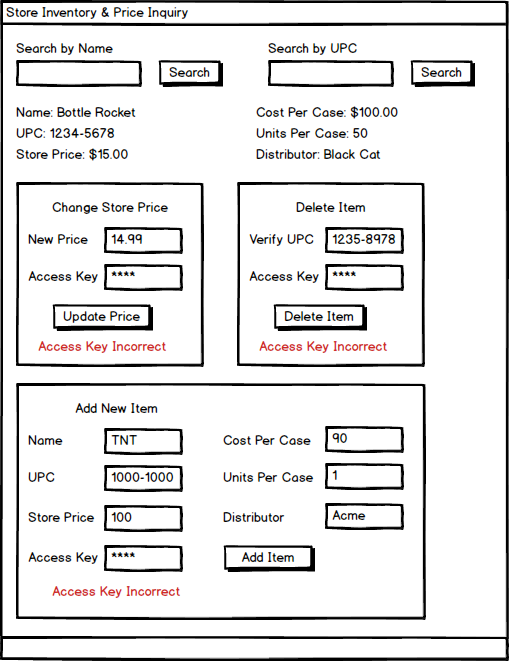 Store Inventory & Price Inquiry
Search by Name
Search by UPC
Search
Search
Name: Bottle Rocket
Cost Per Case: $100.00
UPC: 1234-5678
Units Per Case: 50
Store Price: $15.00
Distributor: Black Cat
Change Store Price
New Price 14.99
Access Key ****
Update Price
Access Key Incorrect
Delete Item
Verify UPC 1235-8978
Access Key ****
Delete Item
Access Key Incorrect
Add New Item
Name TNT
Cost Per Case 90
UPC 1000-1000
Units Per Case 1
Store Price 100
Distributor Acme
Access Key ****
Add Item
Access Key Incorrect